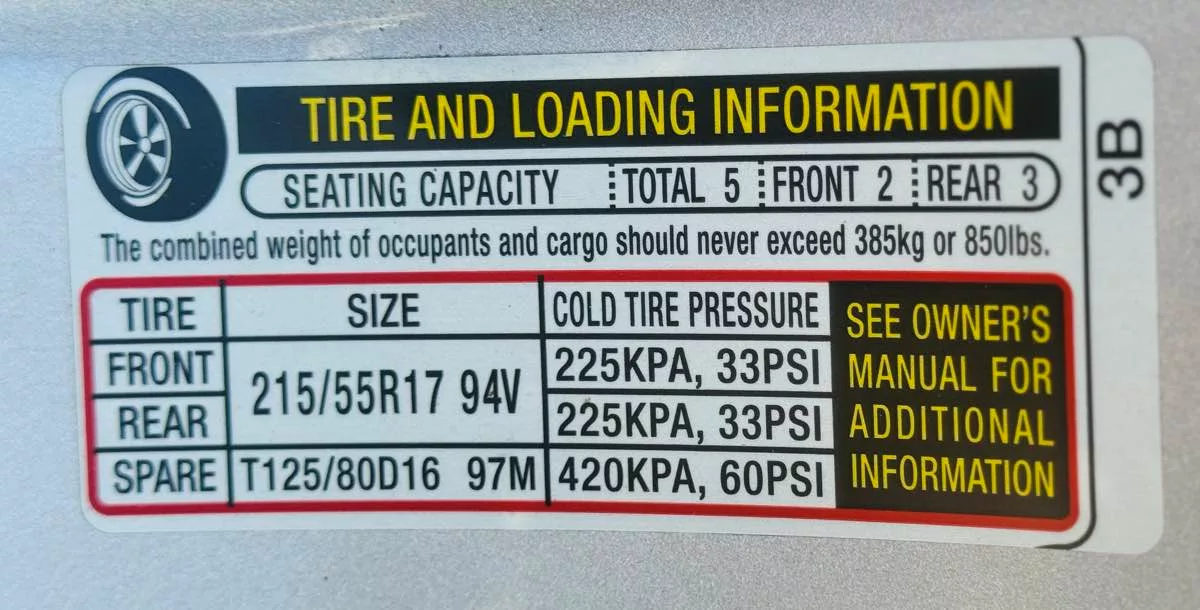 TIRE AND LOADING INFORMATION
SEATING CAPACITY TOTAL 5 FRONT 2 REAR 3
The combined weight of occupants and cargo should never exceed 385kg or 850lbs.
TIRE SIZE COLD TIRE PRESSURE
FRONT 215/55R17 94V 225KPA, 33PSI
REAR 225KPA, 33PSI
SPARE T125/80D16 97M 420KPA, 60PSI
SEE OWNER'S
MANUAL FOR
ADDITIONAL
INFORMATION
3B